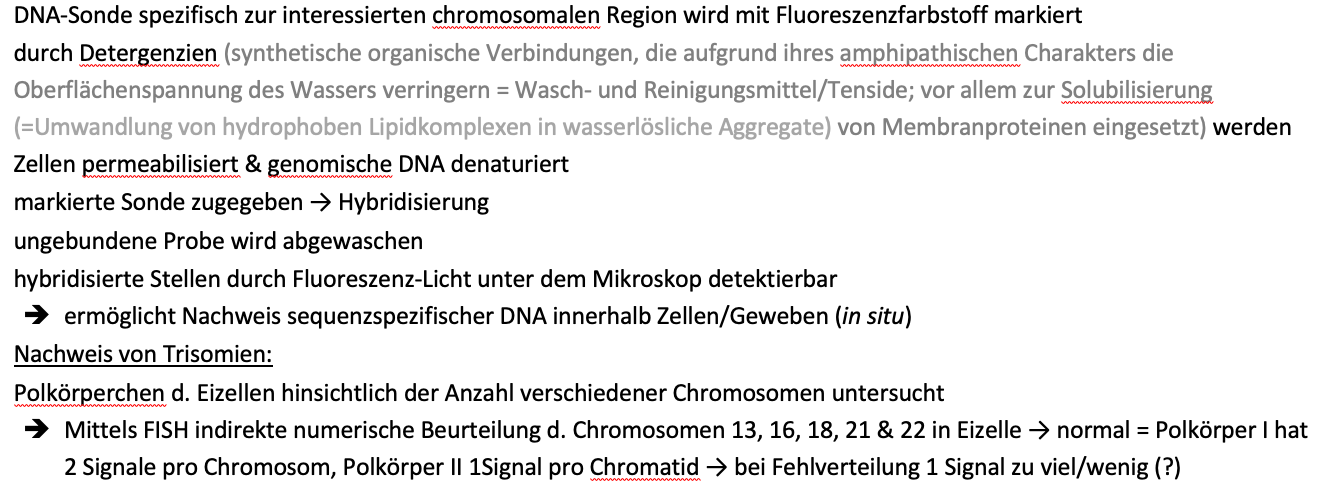 DNA-Sonde spezifisch zur interessierten chromosomalen Region wird mit Fluoreszenzfarbstoff markiert
durch Detergenzien (synthetische organische Verbindungen, die aufgrund ihres amphipathischen Charakters die
Oberflächenspannung des Wassers verringern = Wasch- und Reinigungsmittel/Tenside; vor allem zur Solubilisierung
(=Umwandlung von hydrophoben Lipidkomplexen in wasserlösliche Aggregate) von Membranproteinen eingesetzt) werden
Zellen permeabilisiert & genomische DNA denaturiert
markierte Sonde zugegeben → Hybridisierung
ungebundene Probe wird abgewaschen
hybridisierte Stellen durch Fluoreszenz-Licht unter dem Mikroskop detektierbar
➔ ermöglicht Nachweis sequenzspezifischer DNA innerhalb Zellen/Geweben (in situ)
Nachweis von Trisomien:
Polkörperchen d. Eizellen hinsichtlich der Anzahl verschiedener Chromosomen untersucht
➔ Mittels FISH indirekte numerische Beurteilung d. Chromosomen 13, 16, 18, 21 & 22 in Eizelle → normal = Polkörper I hat
2 Signale pro Chromosom, Polkörper II 1Signal pro Chromatid → bei Fehlverteilung 1 Signal zu viel/wenig (?)